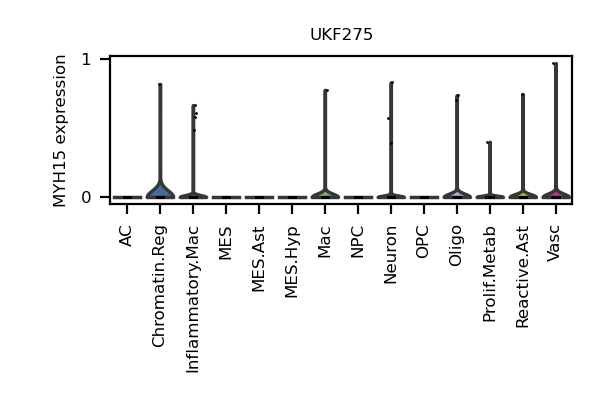 UKF275
MYH15 expression
1
0
AC
Chromatin.Reg
Inflammatory.Mac
MES
MES.Ast
MES.Hyp
Mac
NPC
Neuron
OPC
Oligo
Prolif.Metab
Reactive.Ast
Vasc